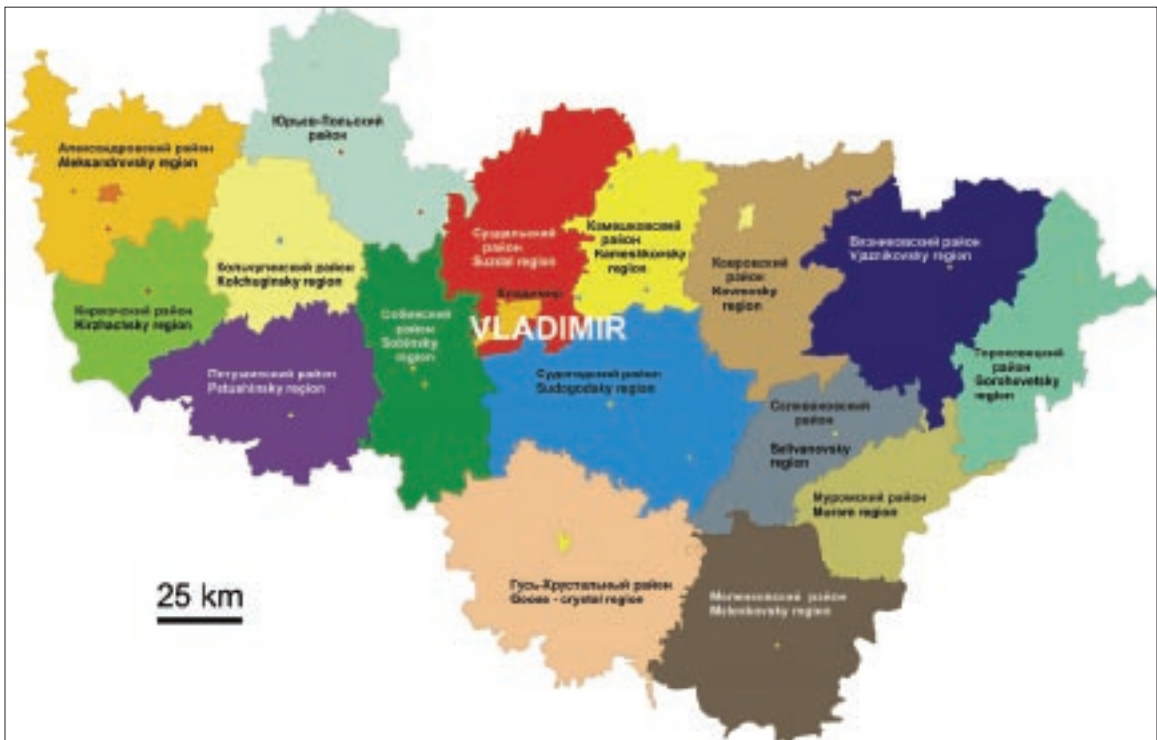 Александровский район
Aleksandrovsky region
Юрьев-Польский
район
Кольчугинский район
Kolchuginsky region
Киржачский район
Kirzhachsky region
Петушинский район
Petushinsky region
Собинский
район
Sobinsky
region
Суздальский
район
Suzdal region
Владимир
VLADIMIR
Камешковский
район
Kameshkovsky
region
Ковровский
район
Kovrovsky
region
Вязниковский район
Vjaznikovsky region
Гороховецкий
район
Gorohovetsky
region
Судогодский район
Sudogodsky region
Селивановский
район
Selivanovsky
region
Муромский район
Murom region
Гусь-Хрустальный район
Goose - crystal region
Меленковский район
Melenkovsky region
25 km